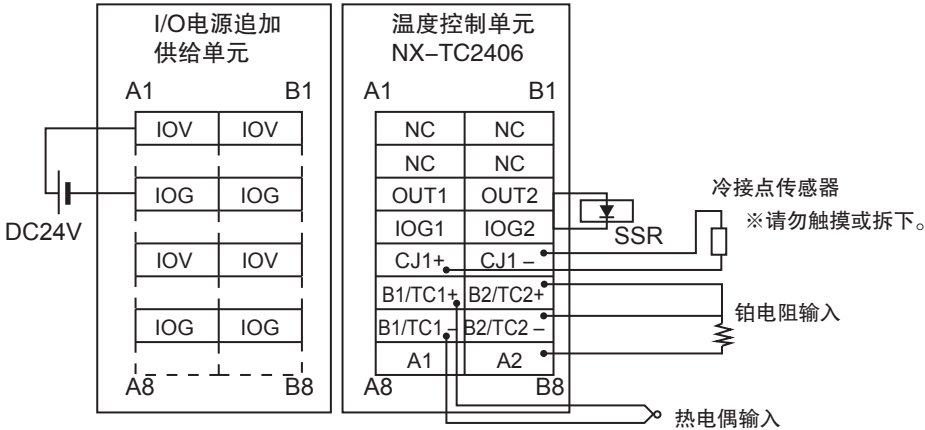 I/O电源追加
供给单元
A1 B1
IOV IOV
IOG IOG
IOV IOV
IOG IOG
A8 B8
DC24V
温度控制单元
NX–TC2406
A1 B1
NC NC
NC NC
OUT1 OUT2
IOG1 IOG2
CJ1+ CJ1–
B1/TC1+ B2/TC2+
B1/TC1– B2/TC2–
A1 A2
A8 B8
SSR
冷接点传感器
※请勿触摸或拆下。
铂电阻输入
热电偶输入